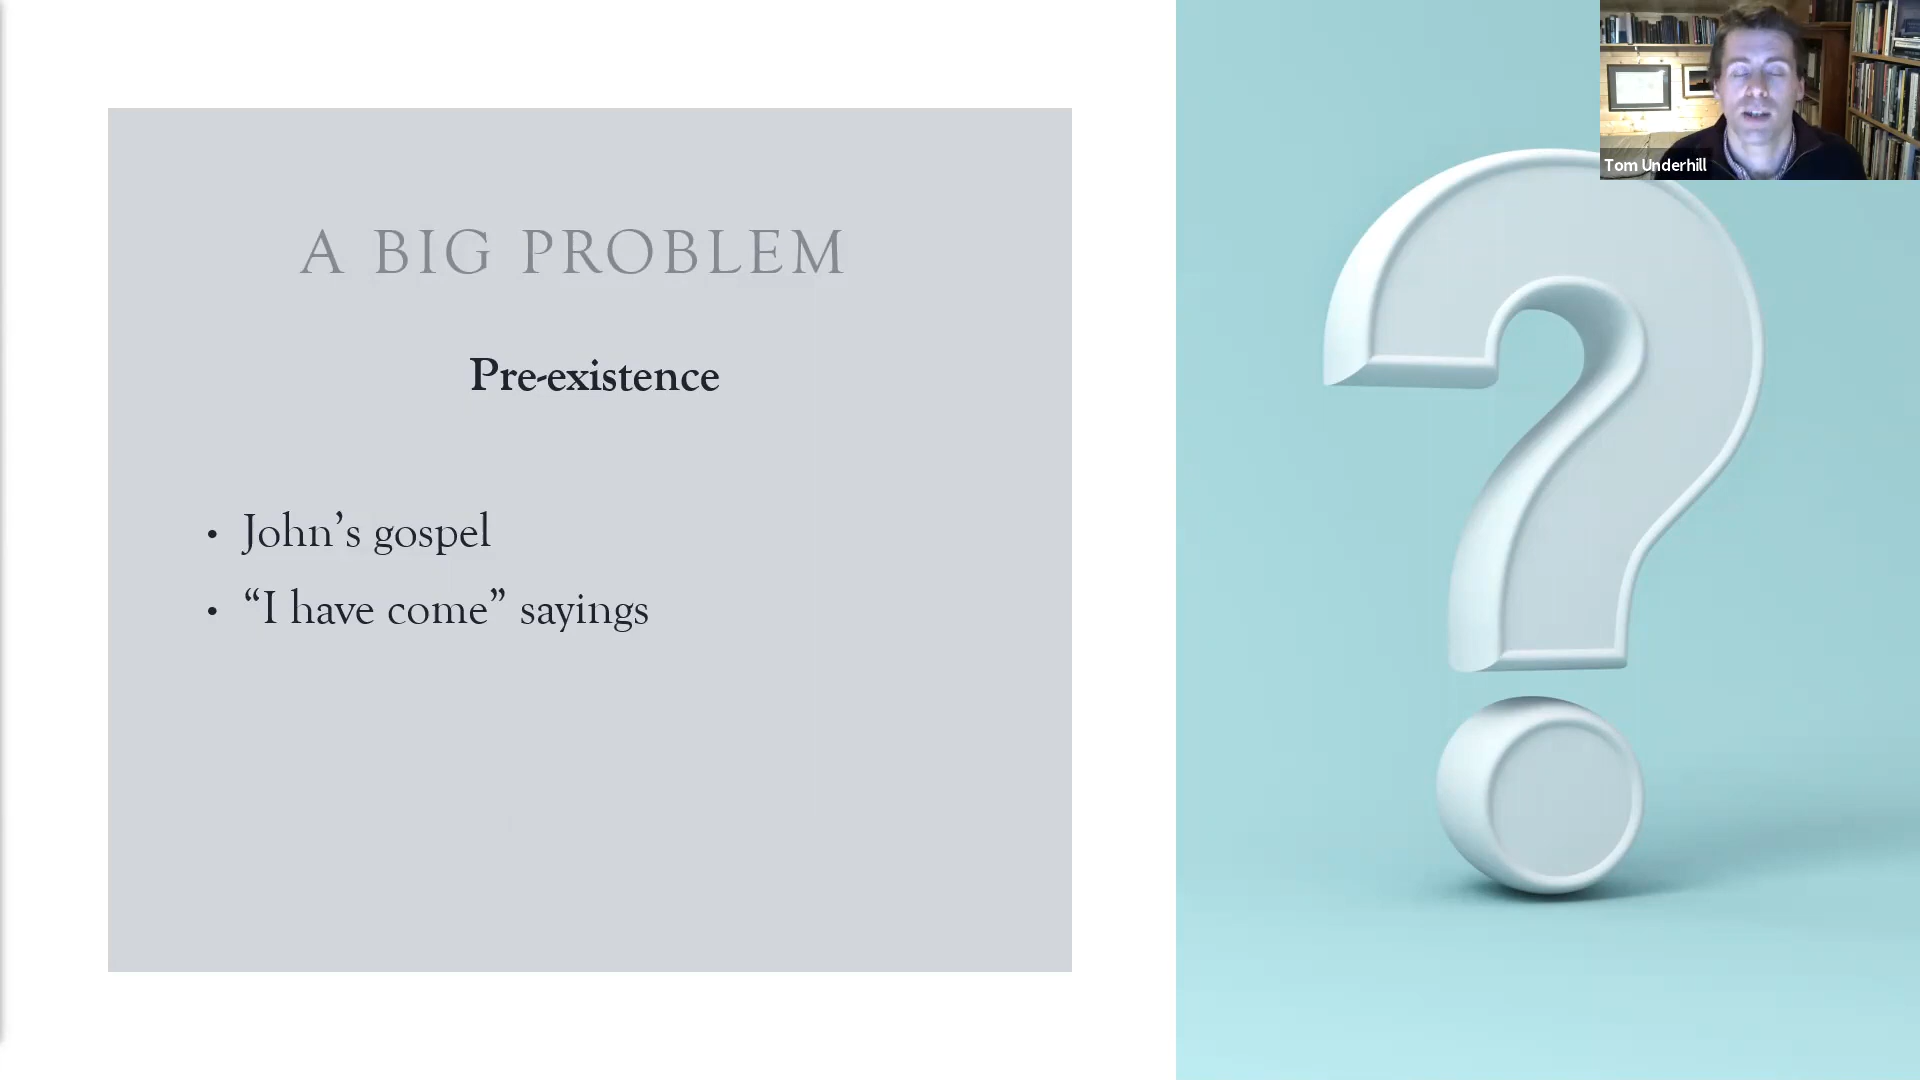 A BIG PROBLEM
Pre-existence
• John’s gospel
• “I have come” sayings
Tom Underhill